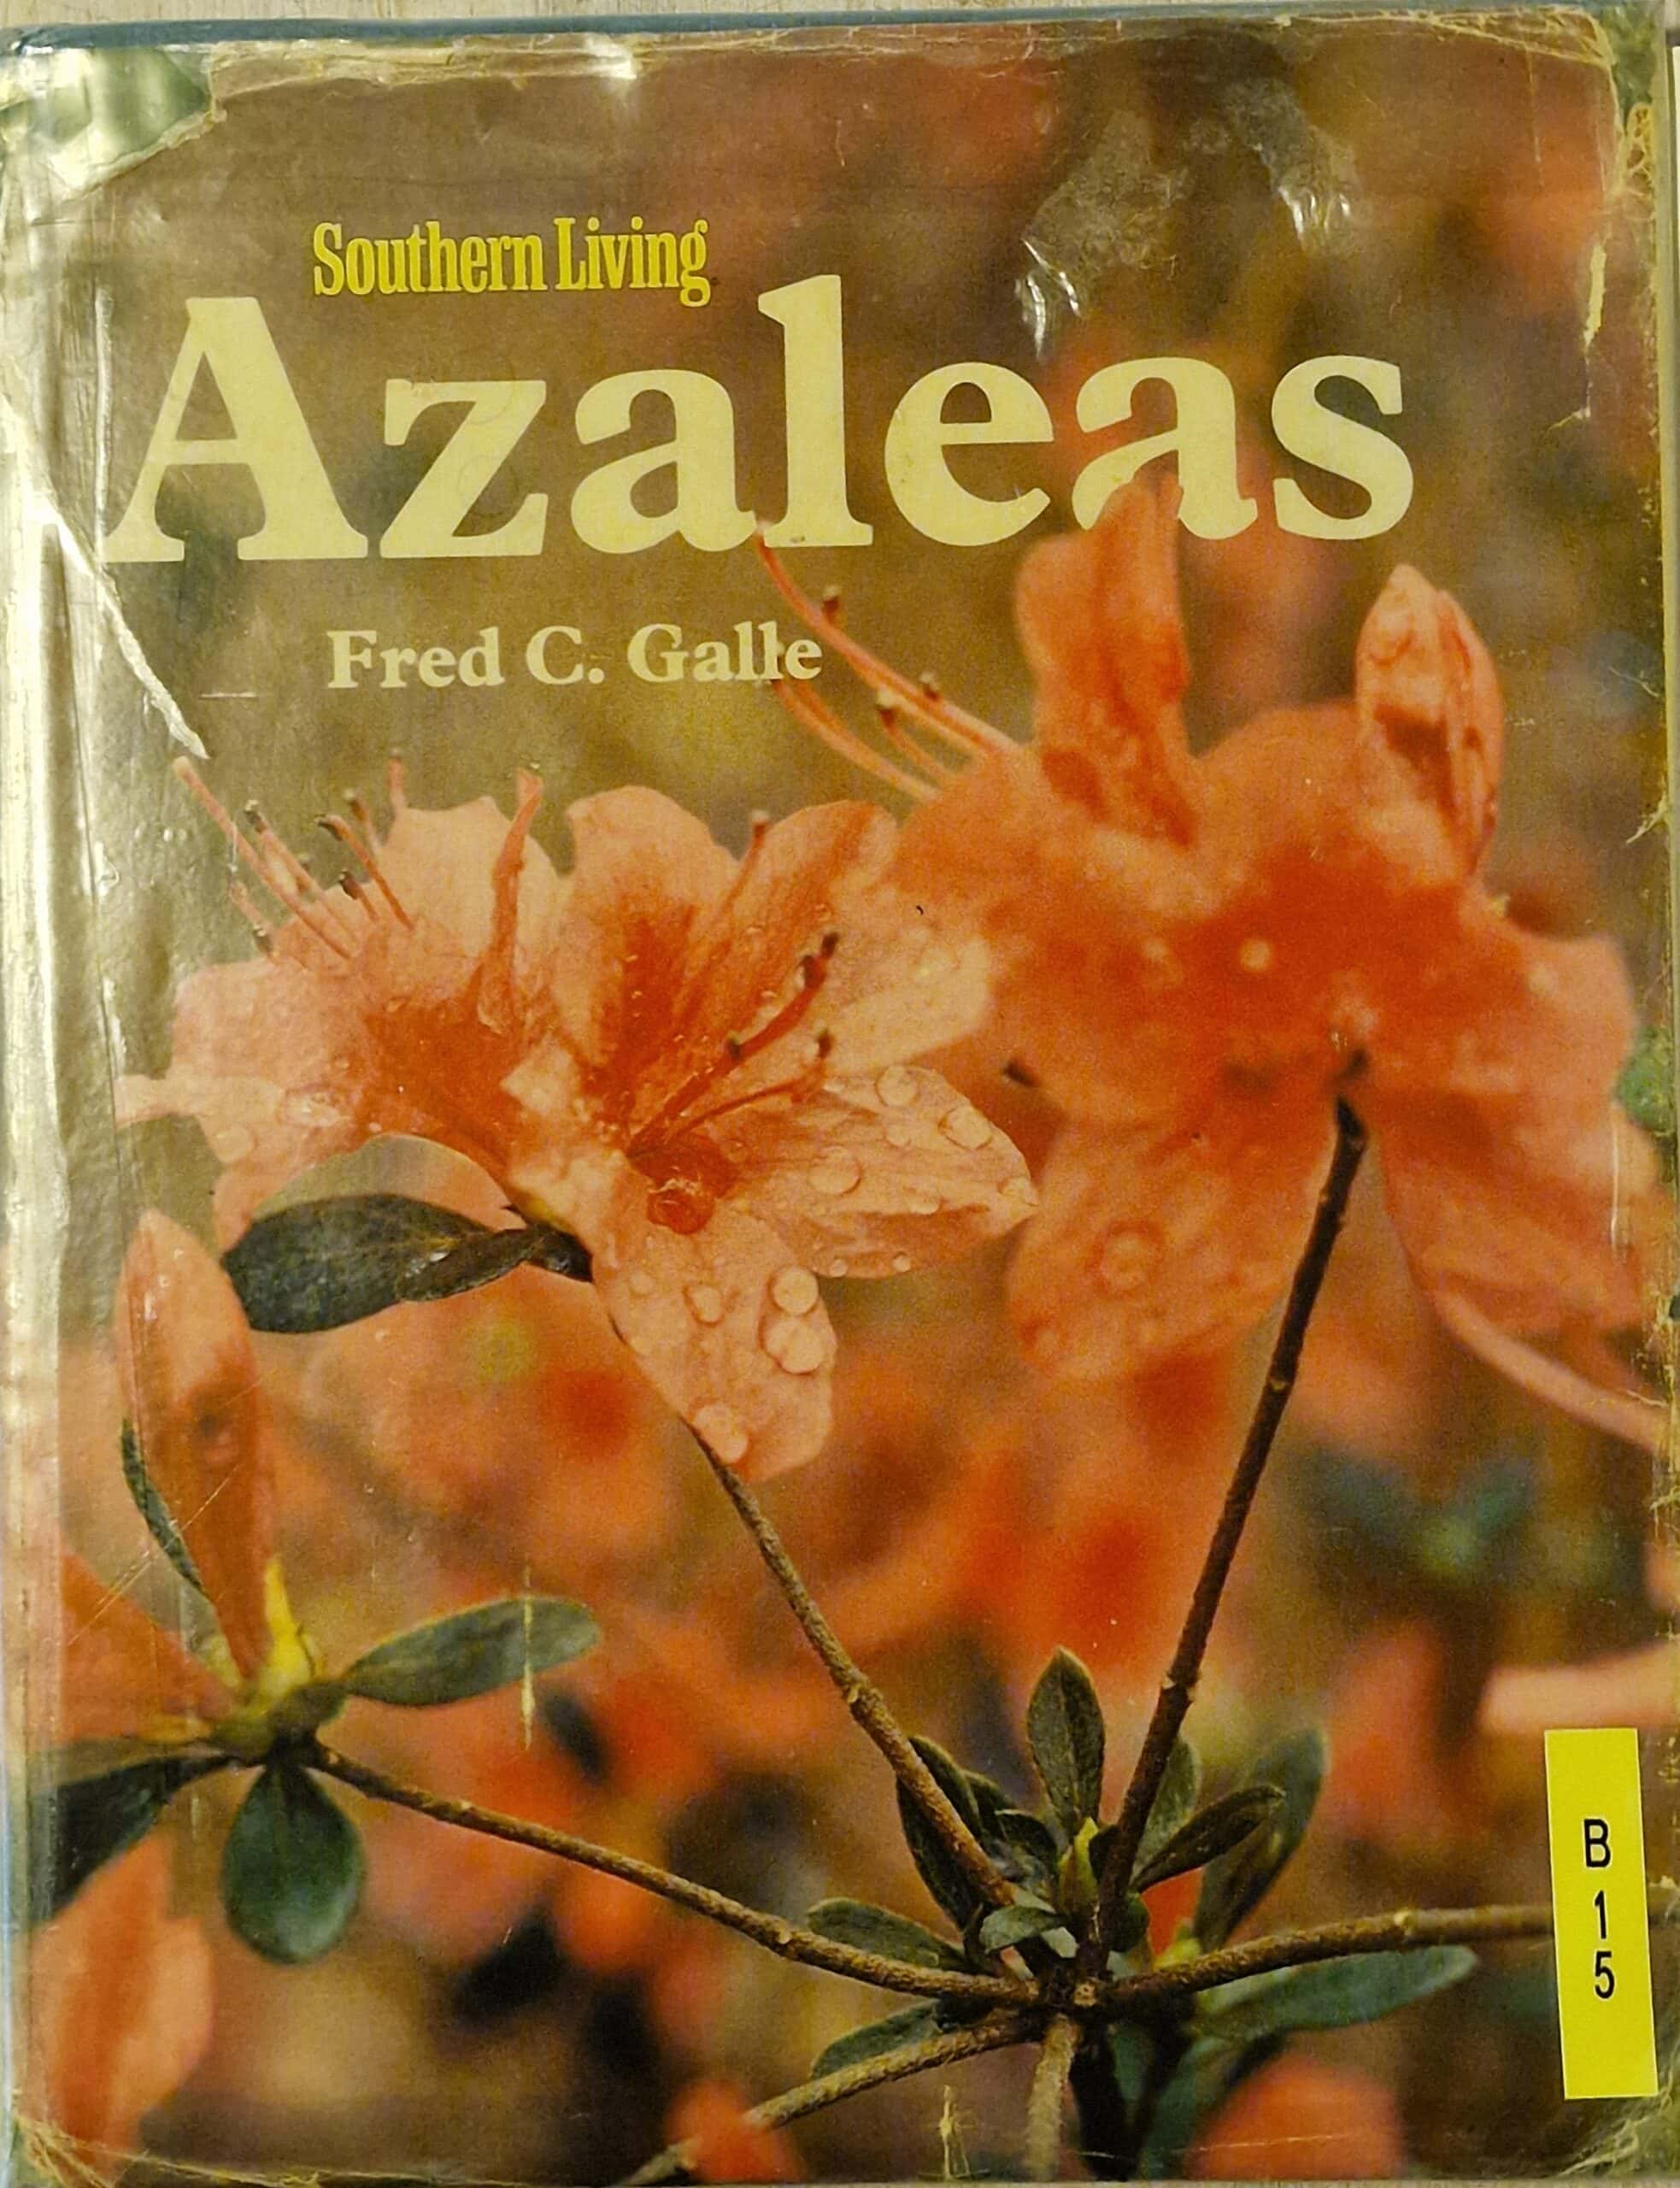 Southern Living
Azaleas
Fred C. Galle
B
1
5